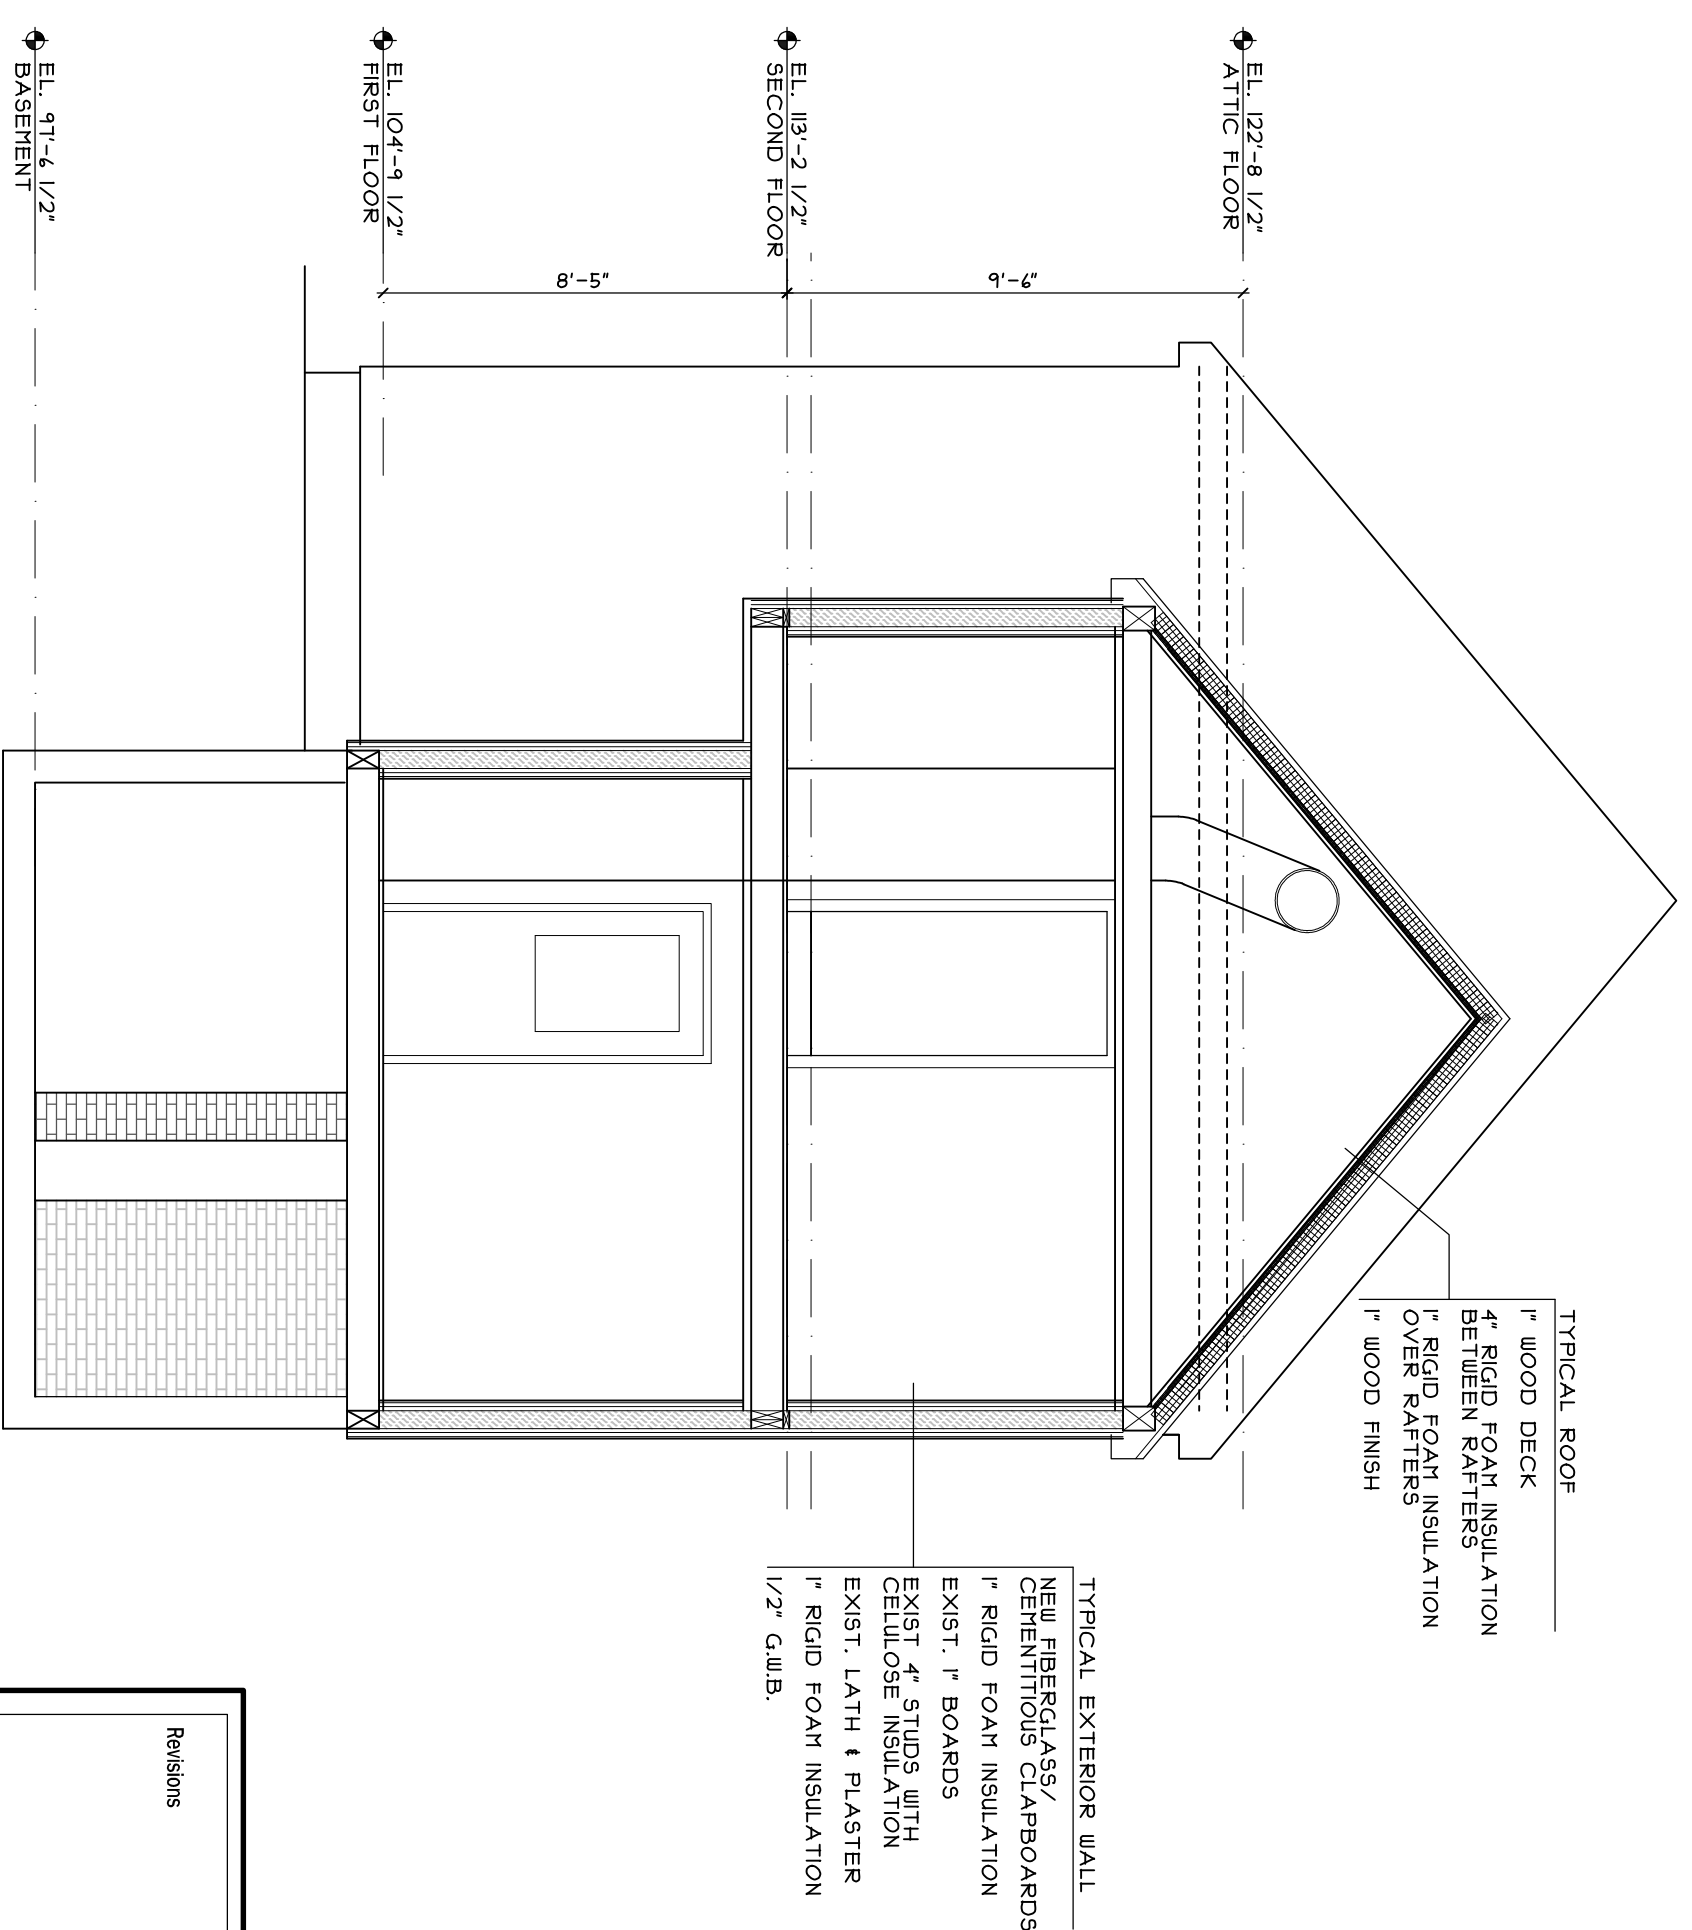 TYPICAL ROOF
1" WOOD DECK
4" RIGID FOAM INSULATION
BETWEEN RAFTERS
1" RIGID FOAM INSULATION
OVER RAFTERS
1" WOOD FINISH
EL. 122'-8 1/2"
ATTIC FLOOR
9'-6"
TYPICAL EXTERIOR WALL
NEW FIBERGLASS/
CEMENTITIOUS CLAPBOARDS
1" RIGID FOAM INSULATION
EXIST. 1" BOARDS
EXIST 4" STUDS WITH
CELULOSE INSULATION
EXIST. LATH & PLASTER
1" RIGID FOAM INSULATION
1/2" G.W.B.
EL. 113'-2 1/2"
SECOND FLOOR
8'-5"
EL. 104'-9 1/2"
FIRST FLOOR
EL. 97'-6 1/2"
BASEMENT
Revisions